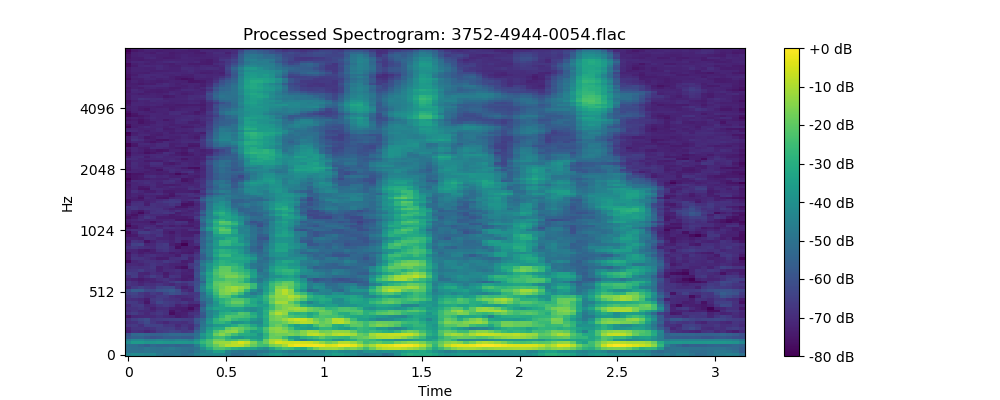 Processed Spectrogram: 3752-4944-0054.flac
Hz
4096
2048
1024
512
0
0
0.5
1
1.5
2
2.5
3
Time
+0 dB
-10 dB
-20 dB
-30 dB
-40 dB
-50 dB
-60 dB
-70 dB
-80 dB